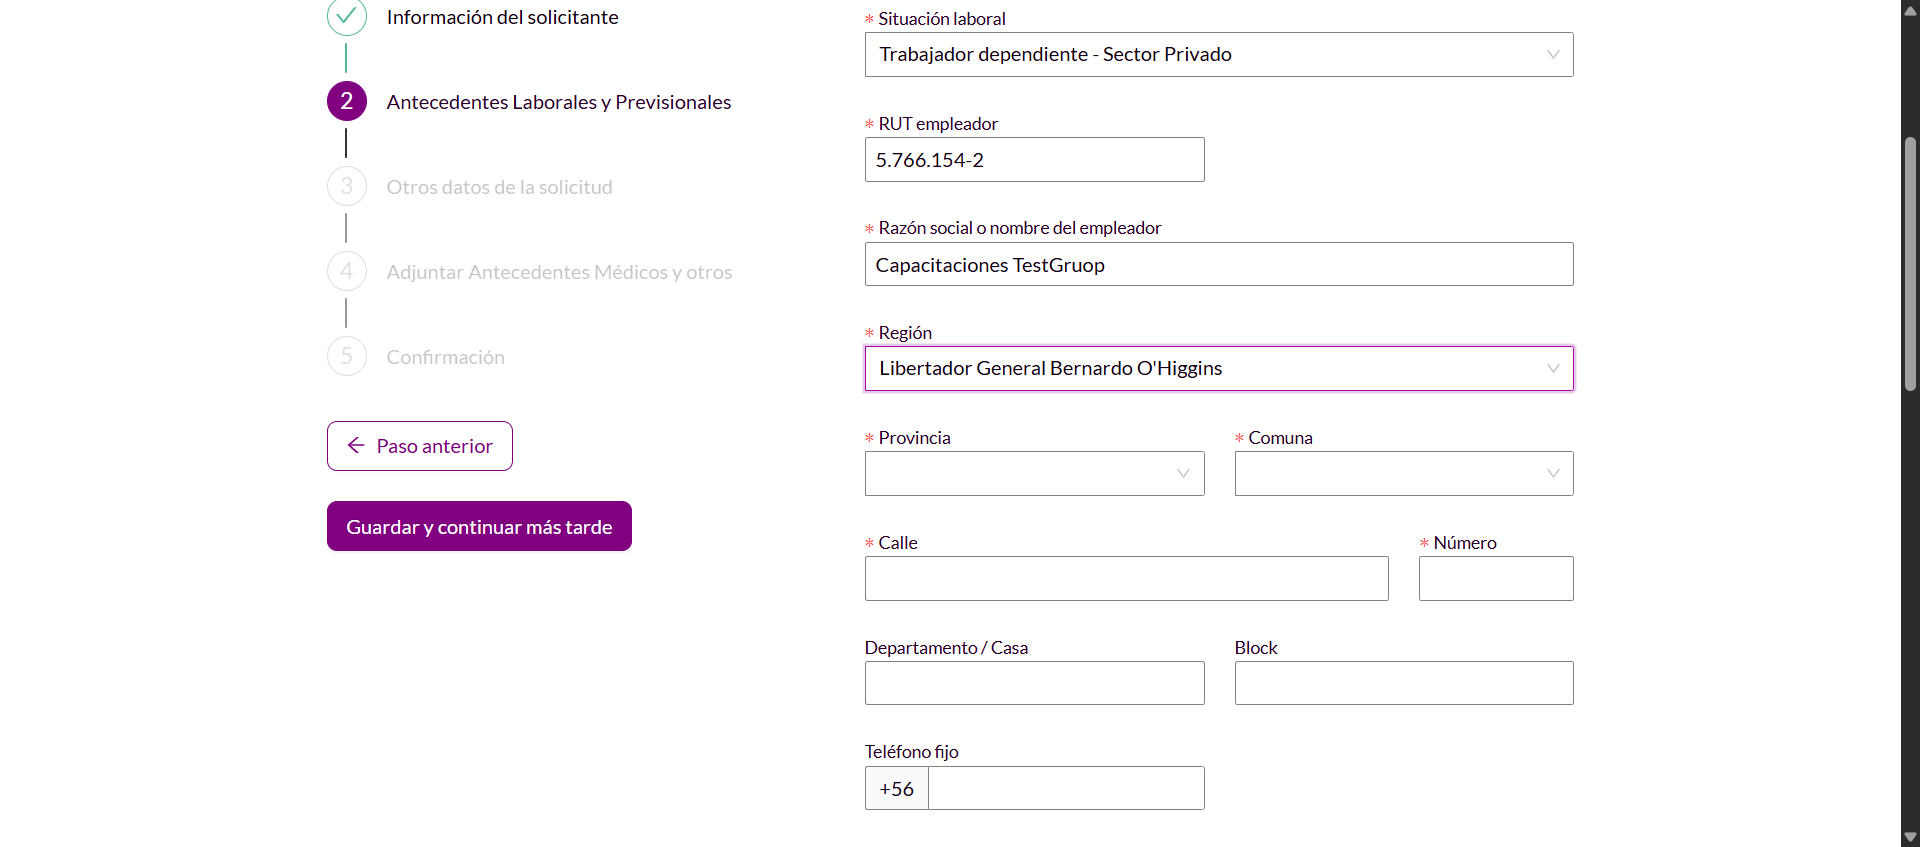 Información del solicitante
2 Antecedentes Laborales y Previsionales
3 Otros datos de la solicitud
4 Adjuntar Antecedentes Médicos y otros
5 Confirmación
Paso anterior
Guardar y continuar más tarde
* Situación laboral
Trabajador dependiente - Sector Privado
* RUT empleador
5.766.154-2
* Razón social o nombre del empleador
Capacitaciones TestGruop
* Región
Libertador General Bernardo O'Higgins
* Provincia
* Comuna
* Calle
* Número
Departamento / Casa
Block
Teléfono fijo
+56